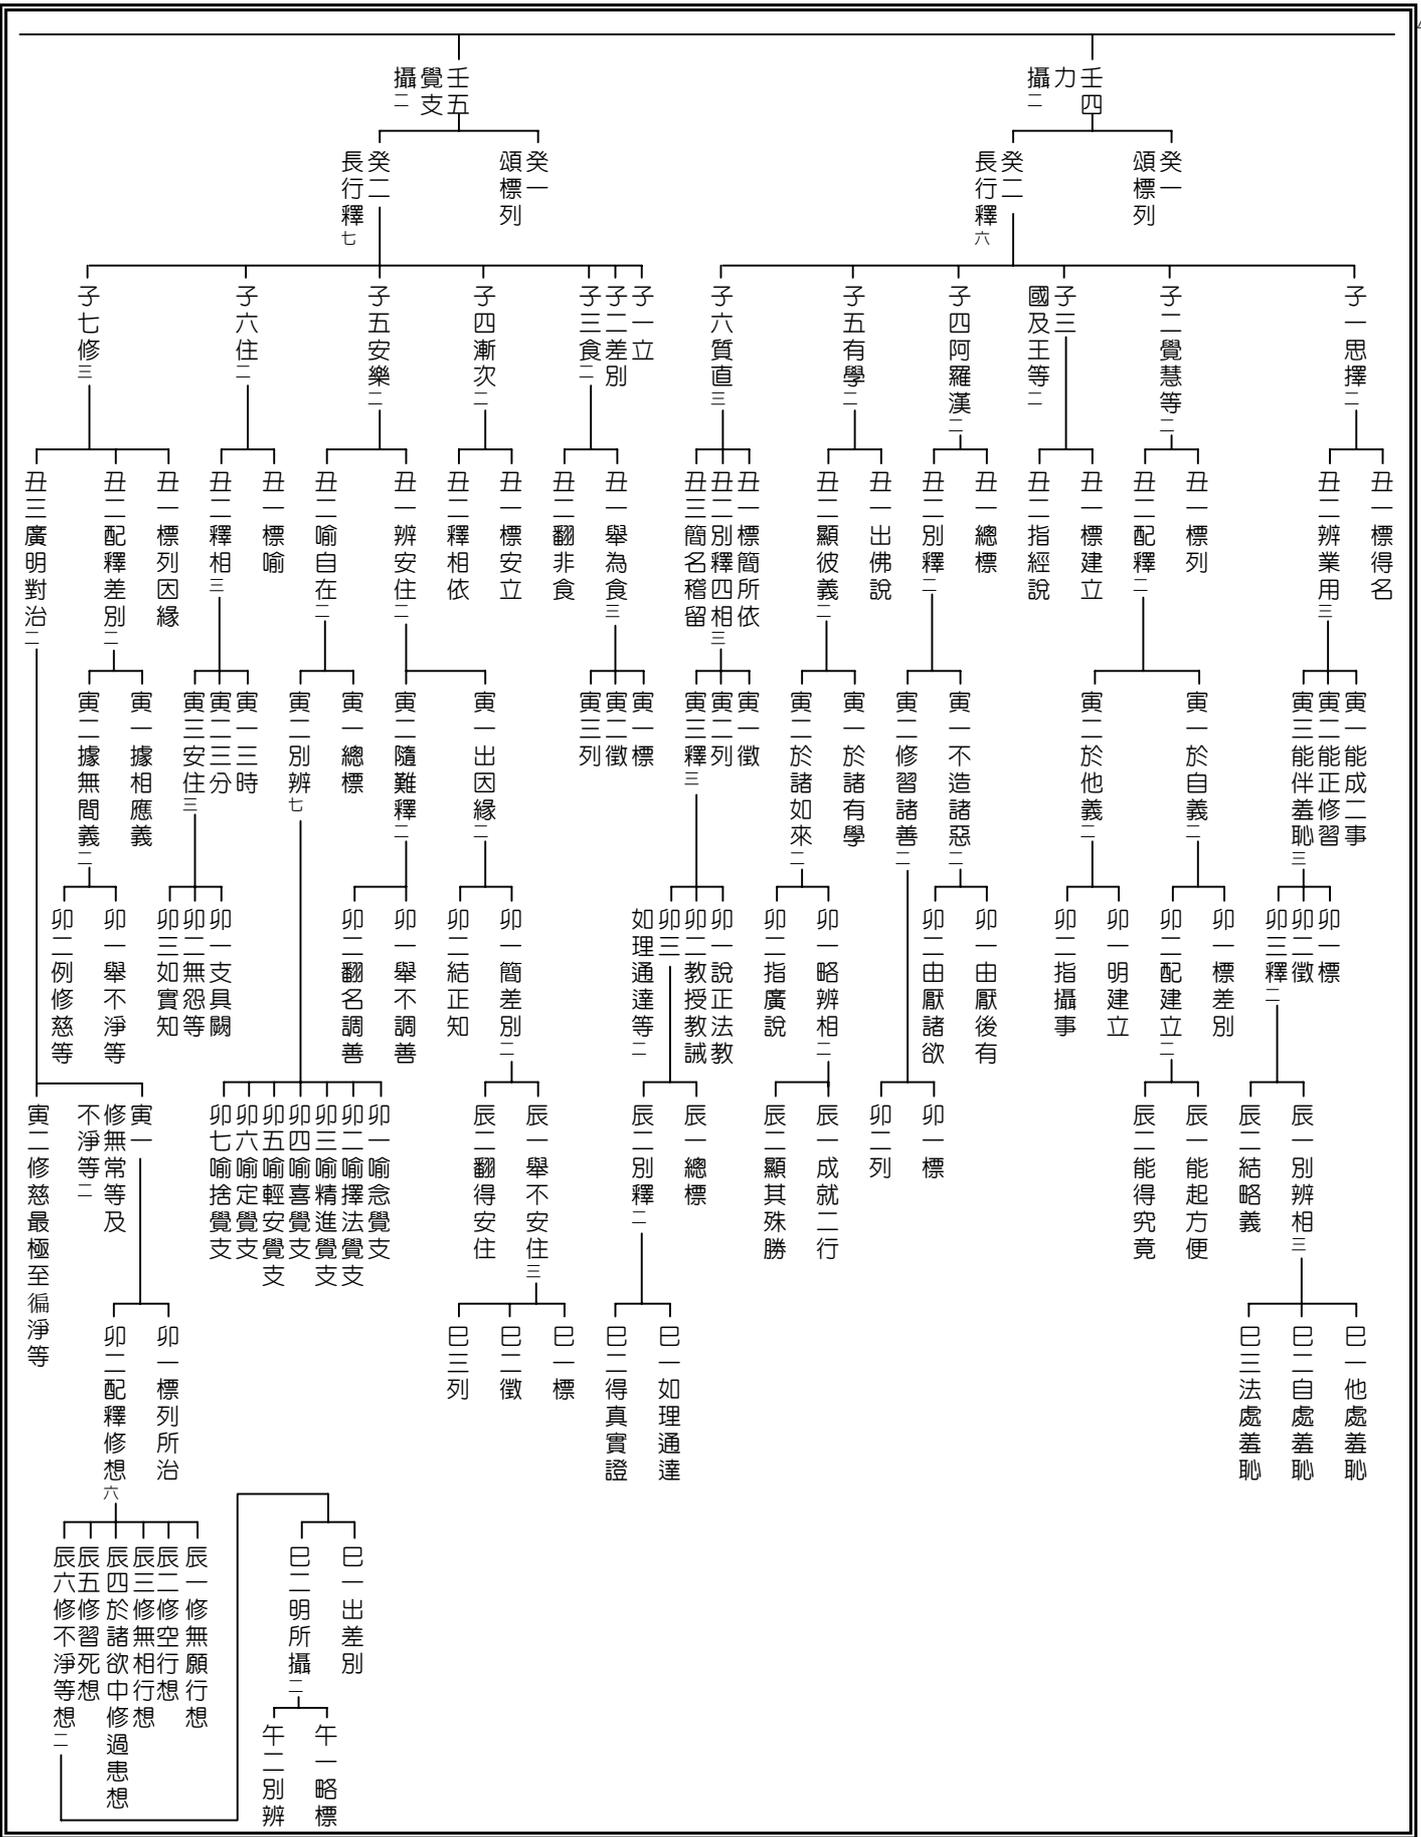 壬四
力
攝二
癸一
頌標列
癸二
長行釋六
子一思擇二
丑一標得名
丑二辨業用三
寅一能成二事
寅二能正修習
寅三能伴羞恥三
卯一標
卯二徵
卯三釋二
辰一別辨相三
巳一他處羞恥
巳二自處羞恥
巳三法處羞恥
辰二結略義
子二覺慧等二
丑一標列
丑二配釋二
寅一於自義二
卯一標差別
卯二配建立二
辰一能起方便
辰二能得究竟
寅二於他義二
卯一明建立
卯二指攝事
子三
國及王等二
丑一標建立
丑二指經說
子四阿羅漢二
丑一總標
丑二別釋二
寅一不造諸惡二
卯一由厭後有
卯二由厭諸欲
寅二修習諸善二
卯一標
卯二列
子五有學二
丑一出佛說
丑二顯彼義二
寅一於諸有學
寅二於諸如來二
卯一略辨相二
辰一成就二行
辰二顯其殊勝
卯二指廣說
子六質直三
丑一標簡所依
丑二別釋四相三
寅一徵
寅二列
寅三釋三
卯一說正法教
卯二教授教誡
卯三
如理通達等二
辰一總標
辰二別釋二
巳一如理通達
巳二得真實證
丑三簡名稽留
壬五
覺支
攝二
癸一
頌標列
癸二
長行釋七
子一立
子二差別
子三食二
丑一舉為食三
寅一標
寅二徵
寅三列
丑二翻非食
子四漸次二
丑一標安立
丑二釋相依
子五安樂二
丑一辨安住二
寅一出因緣二
卯一簡差別二
辰一舉不安住三
巳一標
巳二徵
巳三列
辰二翻得安住
卯二結正知
寅二隨難釋二
卯一舉不調善
卯二翻名調善
丑二喻自在二
寅一總標
寅二別辨七
卯一喻念覺支
卯二喻擇法覺支
卯三喻精進覺支
卯四喻喜覺支
卯五喻輕安覺支
卯六喻定覺支
卯七喻捨覺支
子六住二
丑一標喻
丑二釋相三
寅一三時
寅二三分
寅三安住三
卯一支具闕
卯二無怨等
卯三如實知
子七修三
丑一標列因緣
丑二配釋差別二
寅一據相應義
寅二據無間義二
卯一舉不淨等
卯二例修慈等
丑三廣明對治二
寅一
修無常等及
不淨等二
卯一標列所治
卯二配釋修想六
辰一修無願行想
辰二修空行想
辰三修無相行想
辰四於諸欲中修過患想
辰五修習死想
辰六修不淨等想二
巳一出差別
巳二明所攝二
午一略標
午二別辨
寅二修慈最極至徧淨等